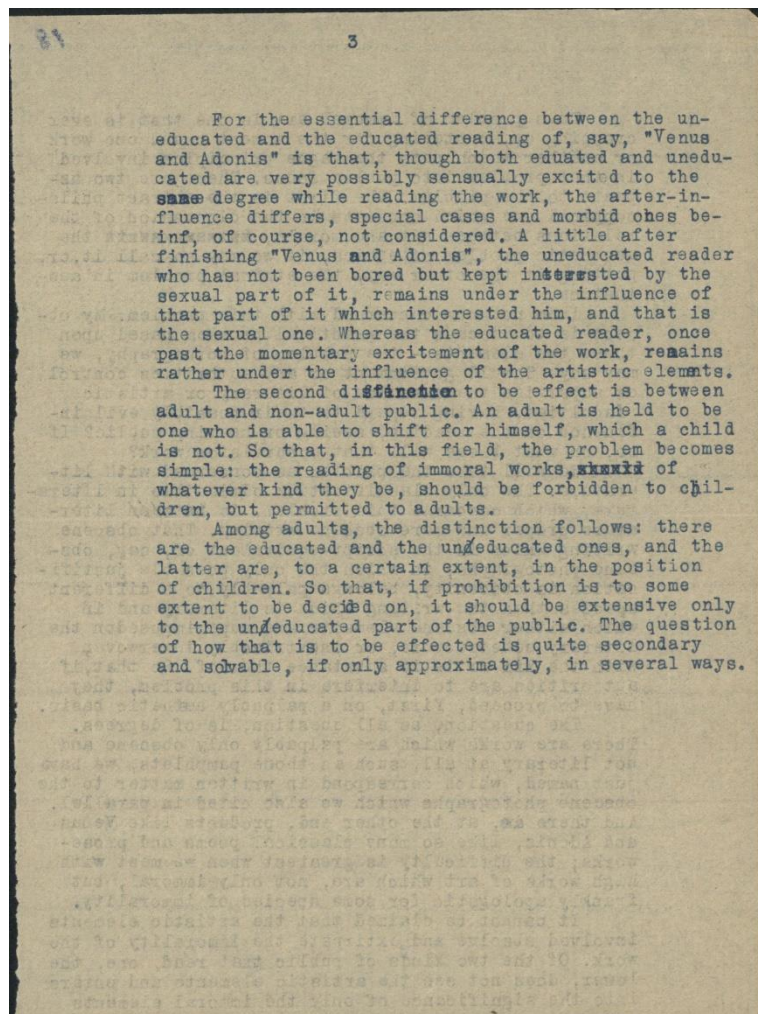 3
For the essential difference between the un-
educated and the educated reading of, say, "Venus
and Adonis" is that, though both eduated and unedu-
cated are very possibly sensually excited to the
same degree while reading the work, the after-in-
fluence differs, special cases and morbid ones be-
inf, of course, not considered. A little after
finishing "Venus and Adonis", the uneducated reader
who has not been bored but kept interested by the
sexual part of it, remains under the influence of
that part of it which interested him, and that is
the sexual one. Whereas the educated reader, once
past the momentary excitement of the work, remains
rather under the influence of the artistic elements.
The second distinction to be effect is between
adult and non-adult public. An adult is held to be
one who is able to shift for himself, which a child
is not. So that, in this field, the problem becomes
simple: the reading of immoral works, of
whatever kind they be, should be forbidden to chil-
dren, but permitted to adults.
Among adults, the distinction follows: there
are the educated and the uneducated ones, and the
latter are, to a certain extent, in the position
of children. So that, if prohibition is to some
extent to be decided on, it should be extensive only
to the uneducated part of the public. The question
of how that is to be effected is quite secondary
and solvable, if only approximately, in several ways.